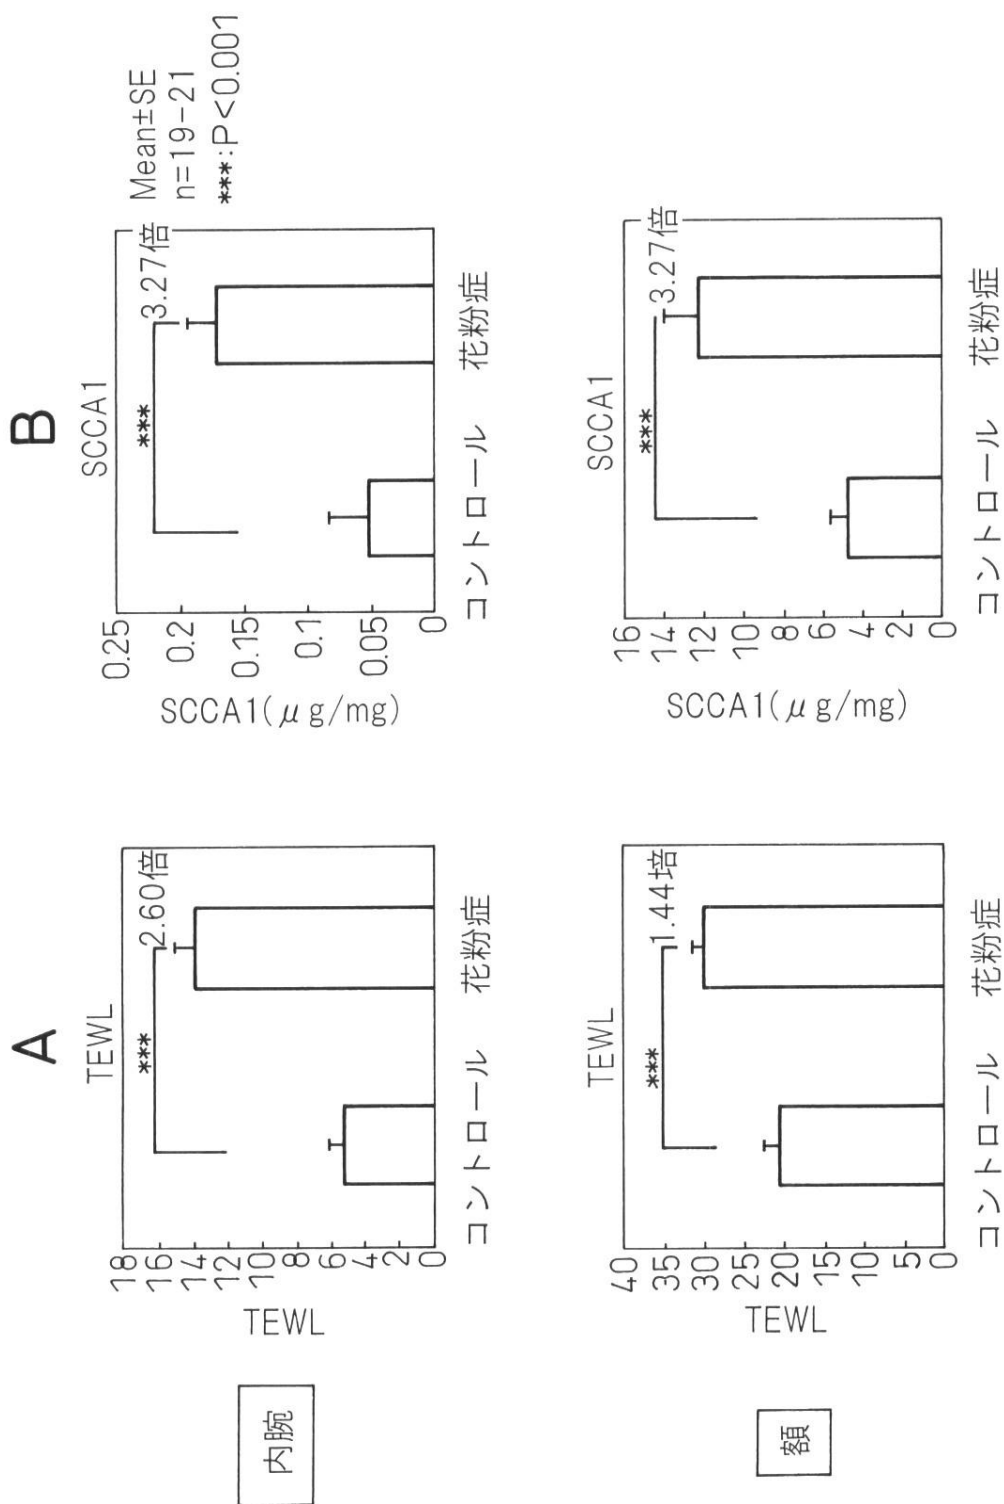 A
B
内腕
TEWL
TEWL
18
16
14
12
10
8
6
4
2
0
***
2.60倍
コントロール
花粉症
SCCA1
SCCA1(μg/mg)
0.25
0.2
0.15
0.1
0.05
0
***
3.27倍
コントロール
花粉症
Mean±SE
n=19-21
***:P<0.001
額
TEWL
TEWL
40
35
30
25
20
15
10
5
0
***
1.44培
コントロール
花粉症
SCCA1
SCCA1(μg/mg)
16
14
12
10
8
6
4
2
0
***
3.27倍
コントロール
花粉症